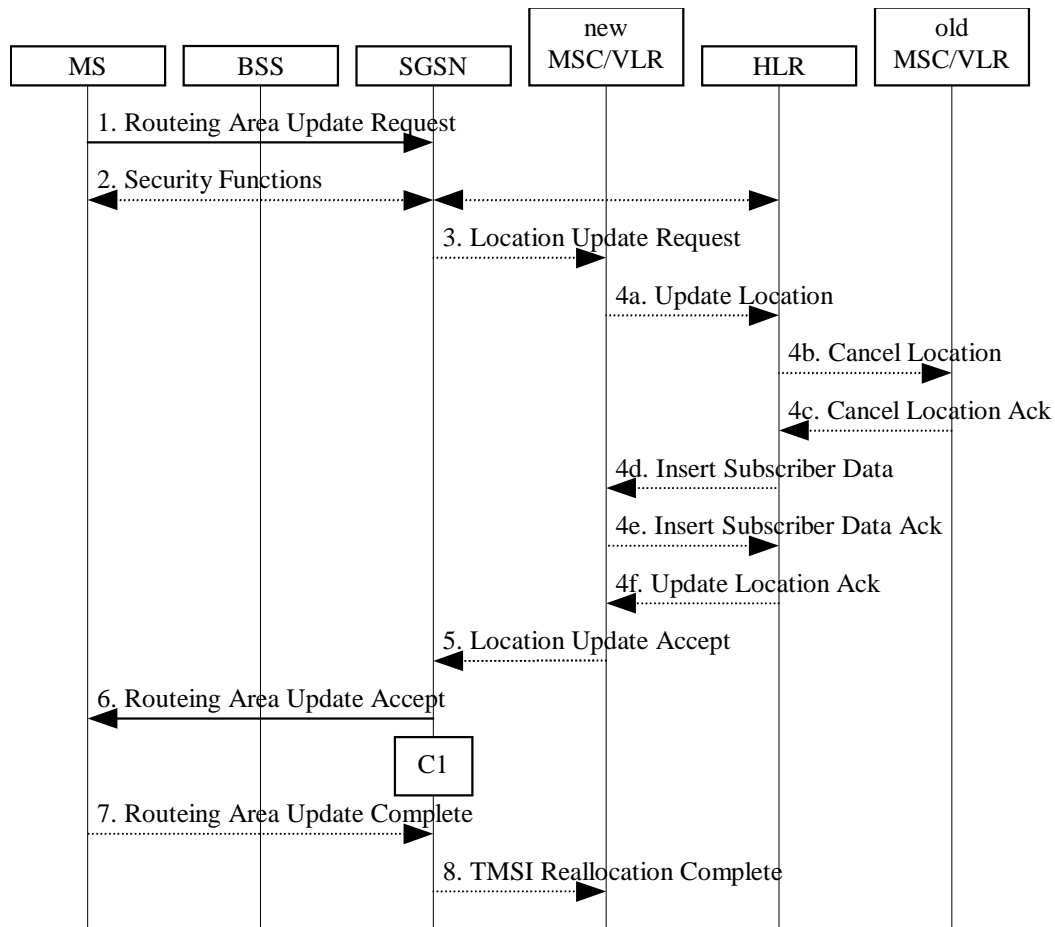 new
MSC/VLR
old
MSC/VLR
MS
BSS
SGSN
HLR
1. Routeing Area Update Request
2. Security Functions
3. Location Update Request
4a. Update Location
4b. Cancel Location
4c. Cancel Location Ack
4d. Insert Subscriber Data
4e. Insert Subscriber Data Ack
4f. Update Location Ack
5. Location Update Accept
6. Routeing Area Update Accept
C1
7. Routeing Area Update Complete
8. TMSI Reallocation Complete